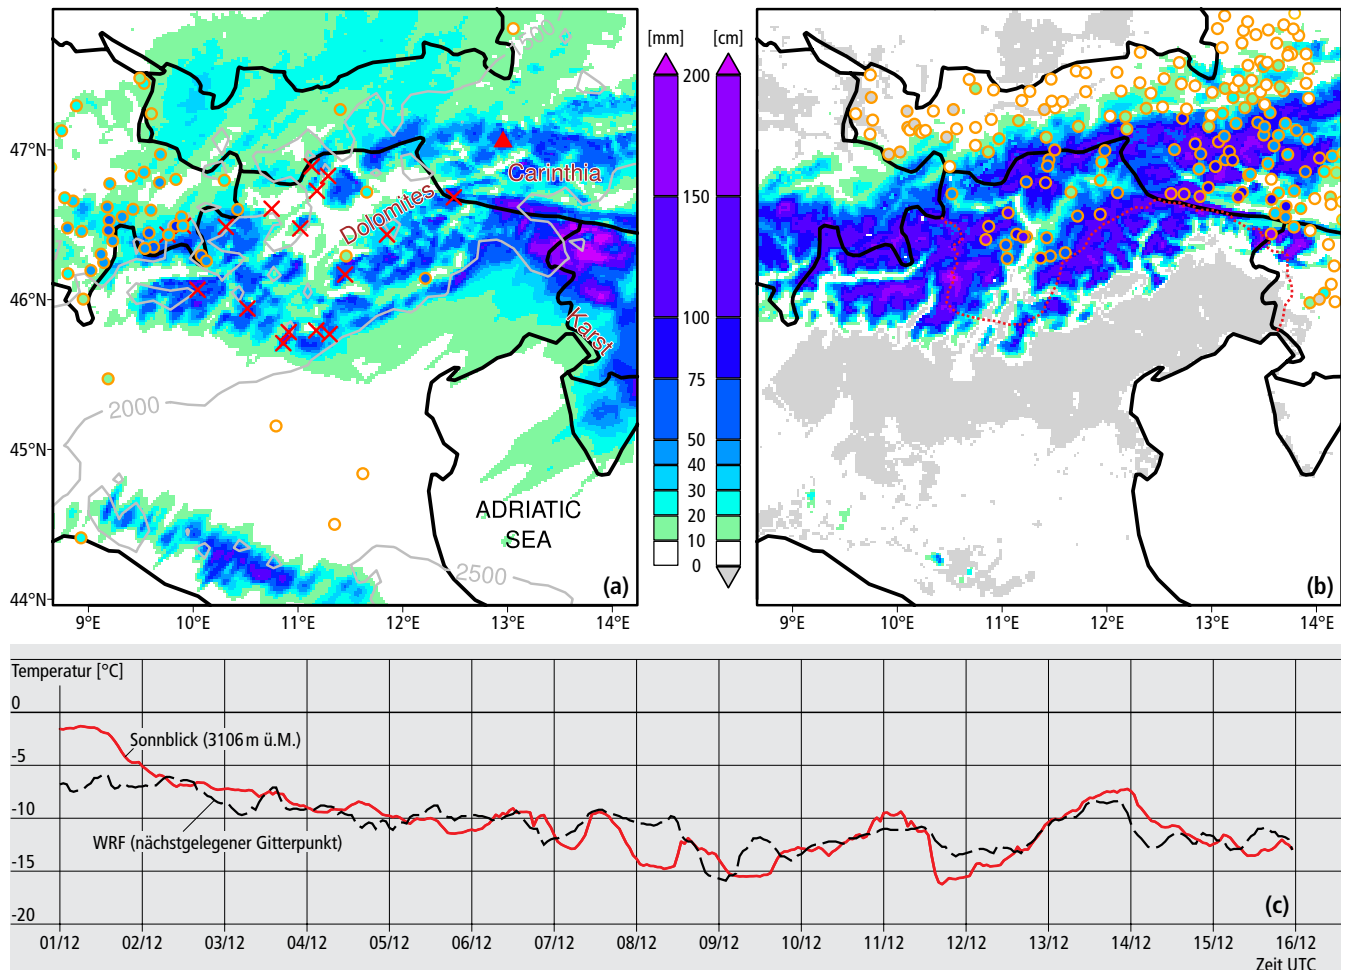 [mm]
[cm]
1500
200
47°N
Carinthia
150
Dolomites
46°N
100
Karst
75
2000
50
45°N
40
30
ADRIATIC
SEA
20
10
2500
(a)
(b)
0
44°N
9°E
10°E
11°E
12°E
13°E
14°E
9°E
10°E
11°E
12°E
13°E
14°E
Temperatur [°C]
0
Sonnblick (3106 m ü.M.)
-5
-10
WRF (nächstgelegener Gitterpunkt)
-15
(c)
-20
01/12
02/12
03/12
04/12
05/12
06/12
07/12
08/12
09/12
10/12
11/12
12/12
13/12
14/12
15/12
16/12
Zeit UTC